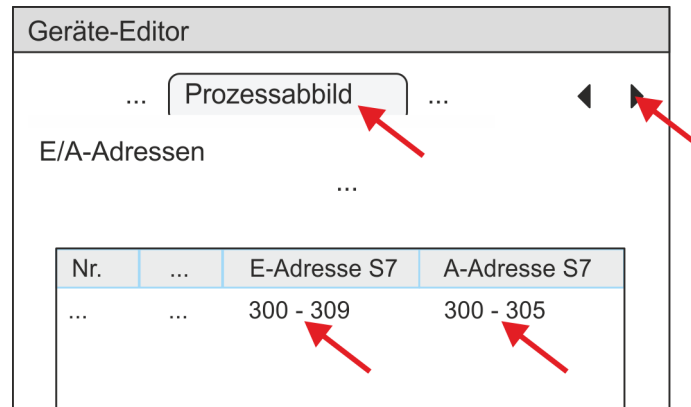 Geräte-Editor
... Prozessabbild ...
E/A-Adressen
...
Nr. ... E-Adresse S7 A-Adresse S7
... ... 300 - 309 300 - 305